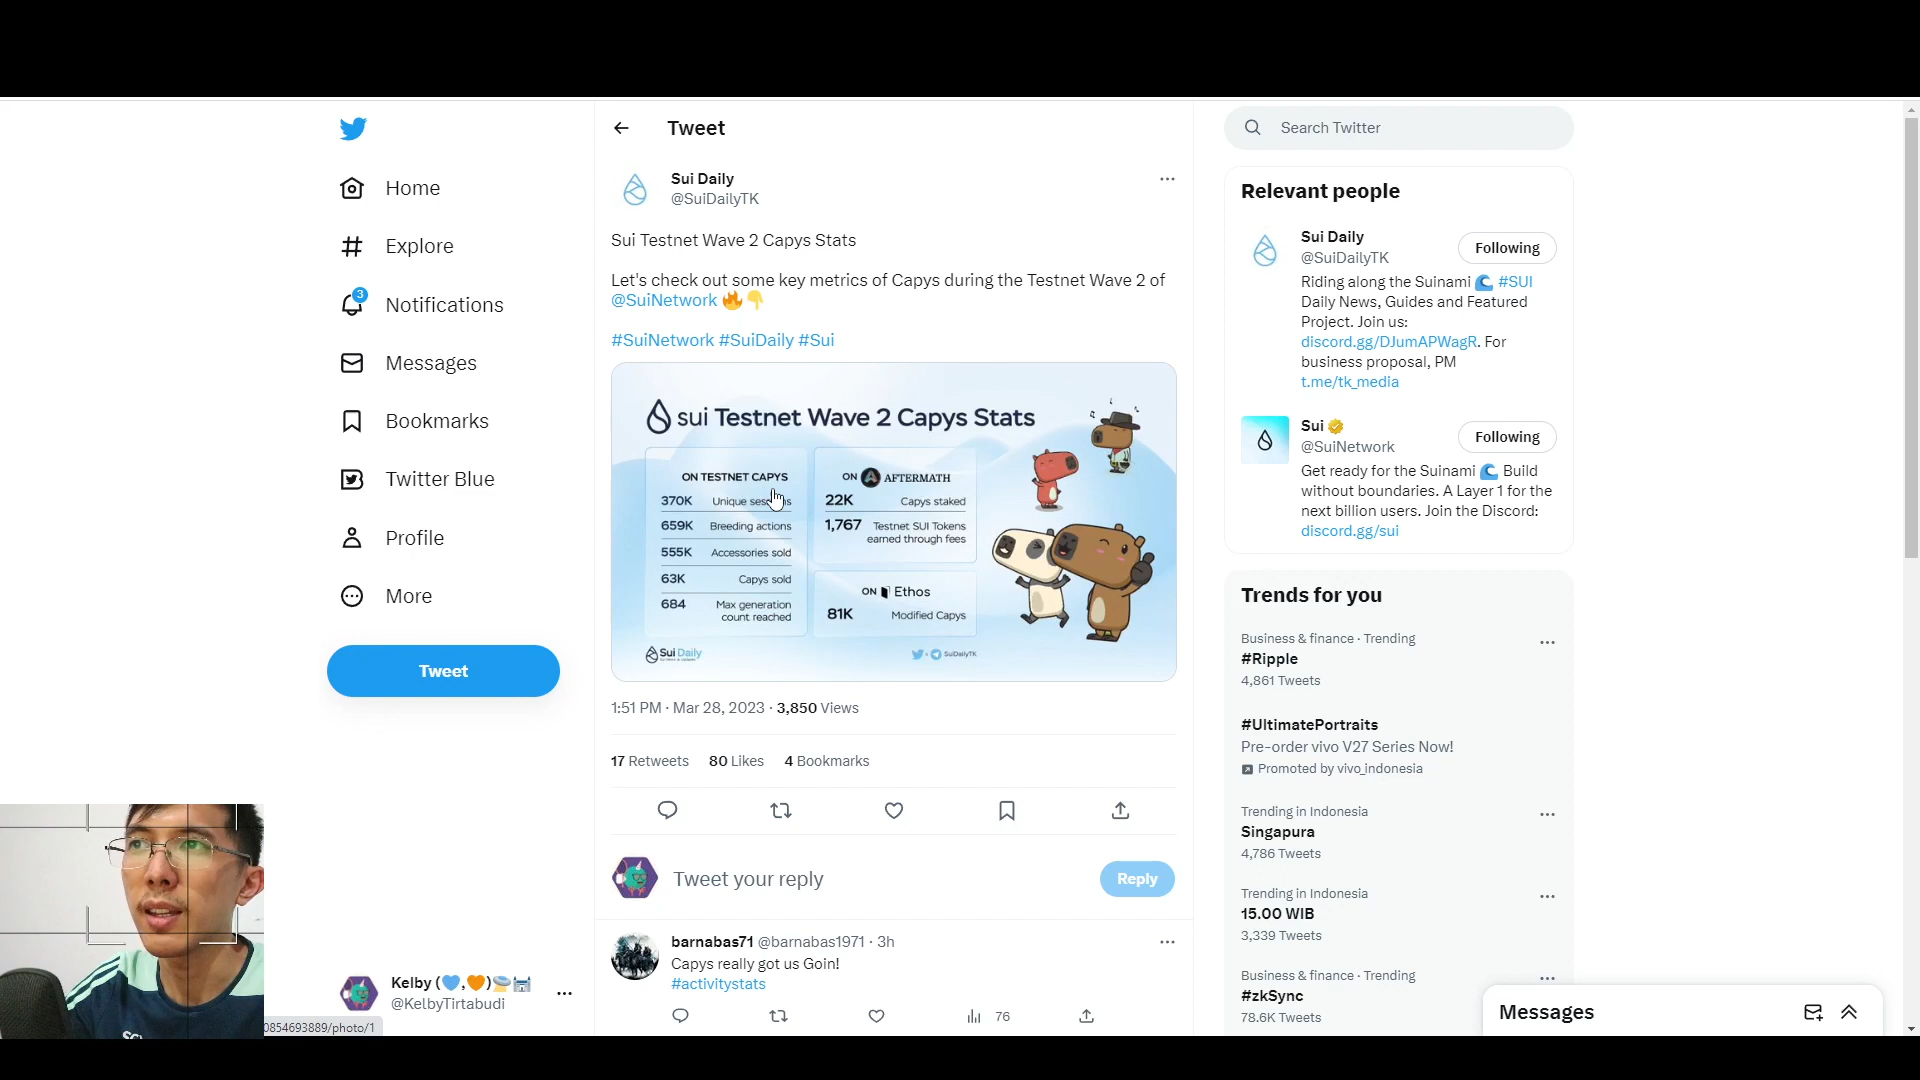 Home
Explore
3
Notifications
Messages
Bookmarks
Twitter Blue
Profile
More
Tweet
Kelby (💙,🧡)
@KelbyTirtabudi
0854693889/photo/1
Tweet
Sui Daily
@SuiDailyTK
Sui Testnet Wave 2 Capys Stats
Let's check out some key metrics of Capys during the Testnet Wave 2 of
@SuiNetwork 🔥👇
#SuiNetwork #SuiDaily #Sui
sui Testnet Wave 2 Capys Stats
ON TESTNET CAPYS
370K Unique
659K Breeding actions
555K Accessories sold
63K Capys sold
684 Max generation
count reached
ON AFTERMATH
22K Capys staked
1,767 Testnet SUI Tokens
earned through fees
ON Ethos
81K Modified Capys
Sui Daily
SuiDailyTK
1:51 PM · Mar 28, 2023 · 3,850 Views
17 Retweets 80 Likes 4 Bookmarks
Tweet your reply
Reply
barnabas71 @barnabas1971 · 3h
Capys really got us Goin!
#activitystats
76
Search Twitter
Relevant people
Sui Daily
@SuiDailyTK
Following
Riding along the Suinami 🌊 #SUI
Daily News, Guides and Featured
Project. Join us:
discord.gg/DJumAPWagR. For
business proposal, PM
t.me/tk_media
Sui
@SuiNetwork
Following
Get ready for the Suinami 🌊 Build
without boundaries. A Layer 1 for the
next billion users. Join the Discord:
discord.gg/sui
Trends for you
Business & finance · Trending
#Ripple
4,861 Tweets
#UltimatePortraits
Pre-order vivo V27 Series Now!
Promoted by vivo_indonesia
Trending in Indonesia
Singapura
4,786 Tweets
Trending in Indonesia
15.00 WIB
3,339 Tweets
Business & finance · Trending
#zkSync
78.6K Tweets
Messages